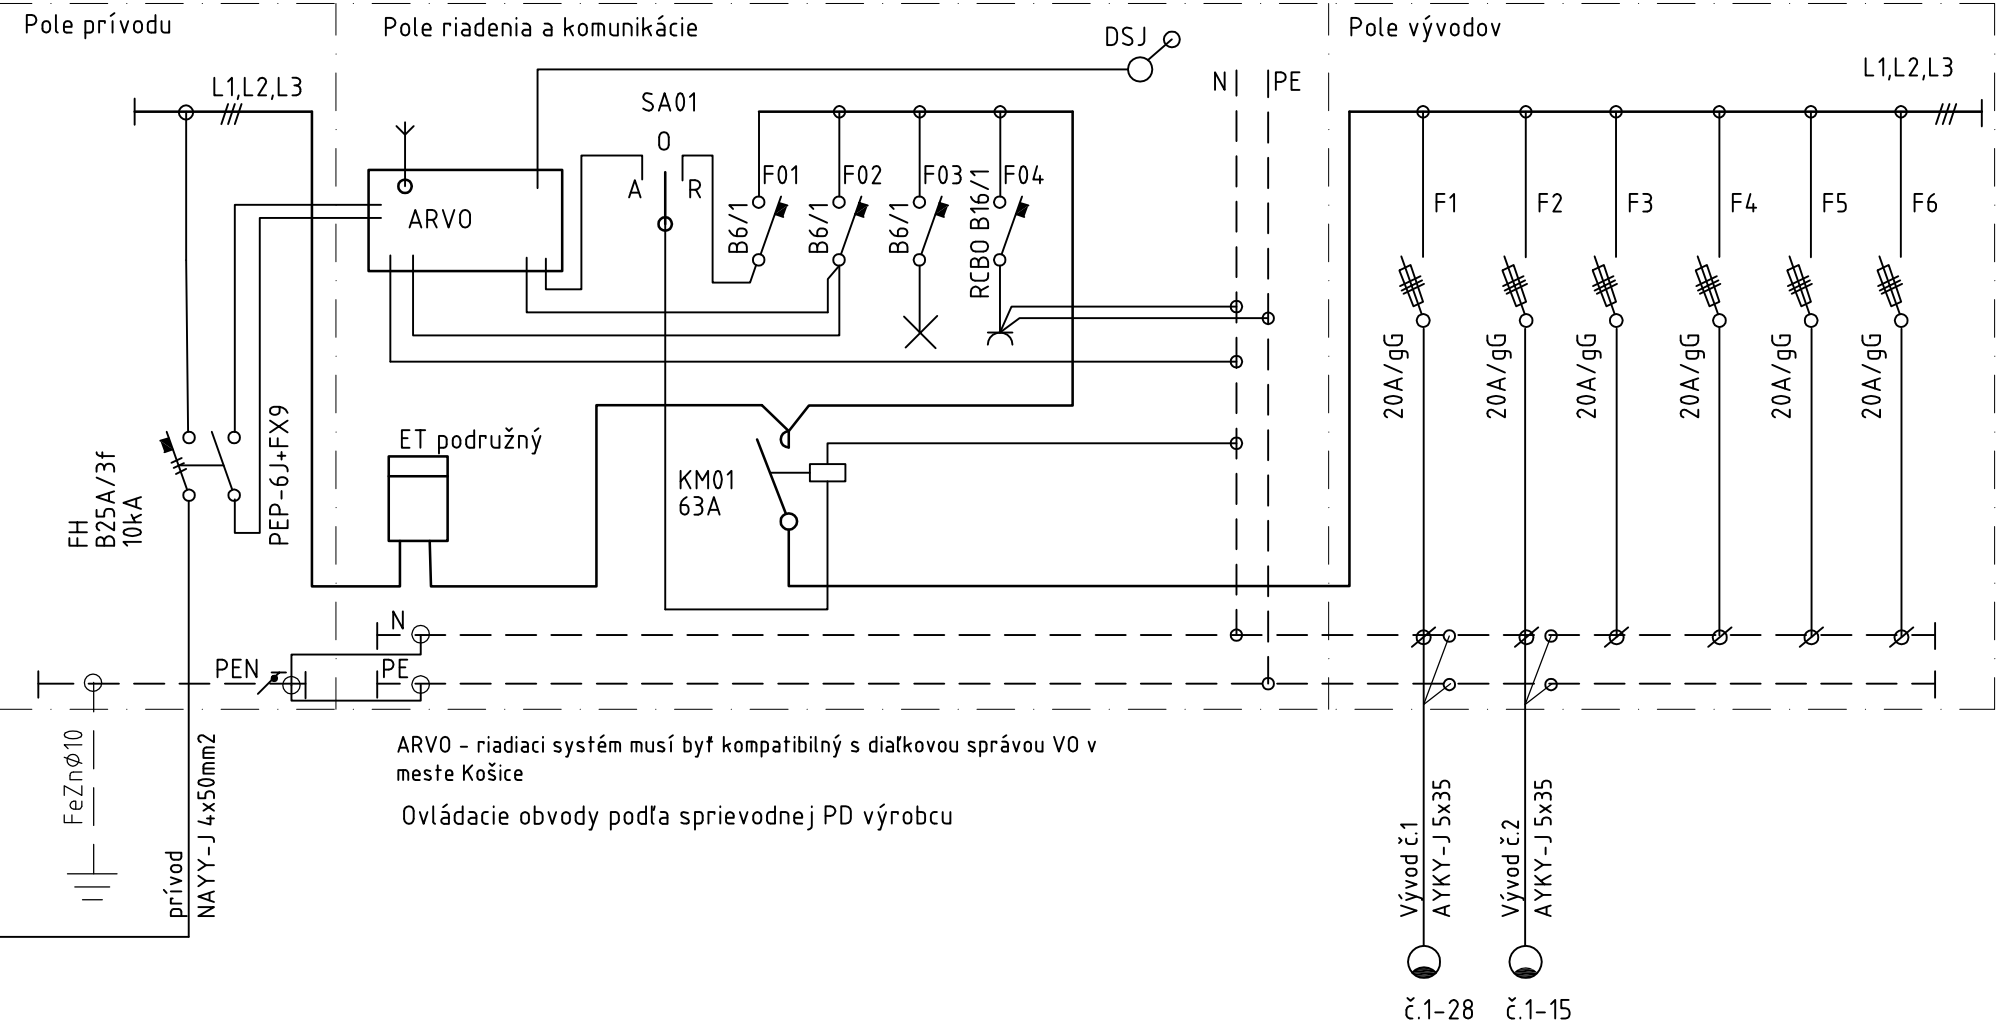 Pole prívodu
Pole riadenia a komunikácie
Pole vývodov
DSJ
L1,L2,L3
SA01
N
PE
L1,L2,L3
O
A
R
F01
F02
F03
F04
B6/1
B6/1
B6/1
RCBO B16/1
ARVO
F1
F2
F3
F4
F5
F6
20A/gG
20A/gG
20A/gG
20A/gG
20A/gG
20A/gG
ET podružný
KM01
63A
FH
B25A/3f
10kA
PEP-6J+FX9
N
PEN
PE
FeZnϕ10
prívod
NAYY-J 4x50mm2
ARVO - riadiaci systém musí byť kompatibilný s diaľkovou správou VO v
meste Košice
Ovládacie obvody podľa sprievodnej PD výrobcu
Vývod č.1
AYKY-J 5x35
Vývod č.2
AYKY-J 5x35
č.1-28
č.1-15